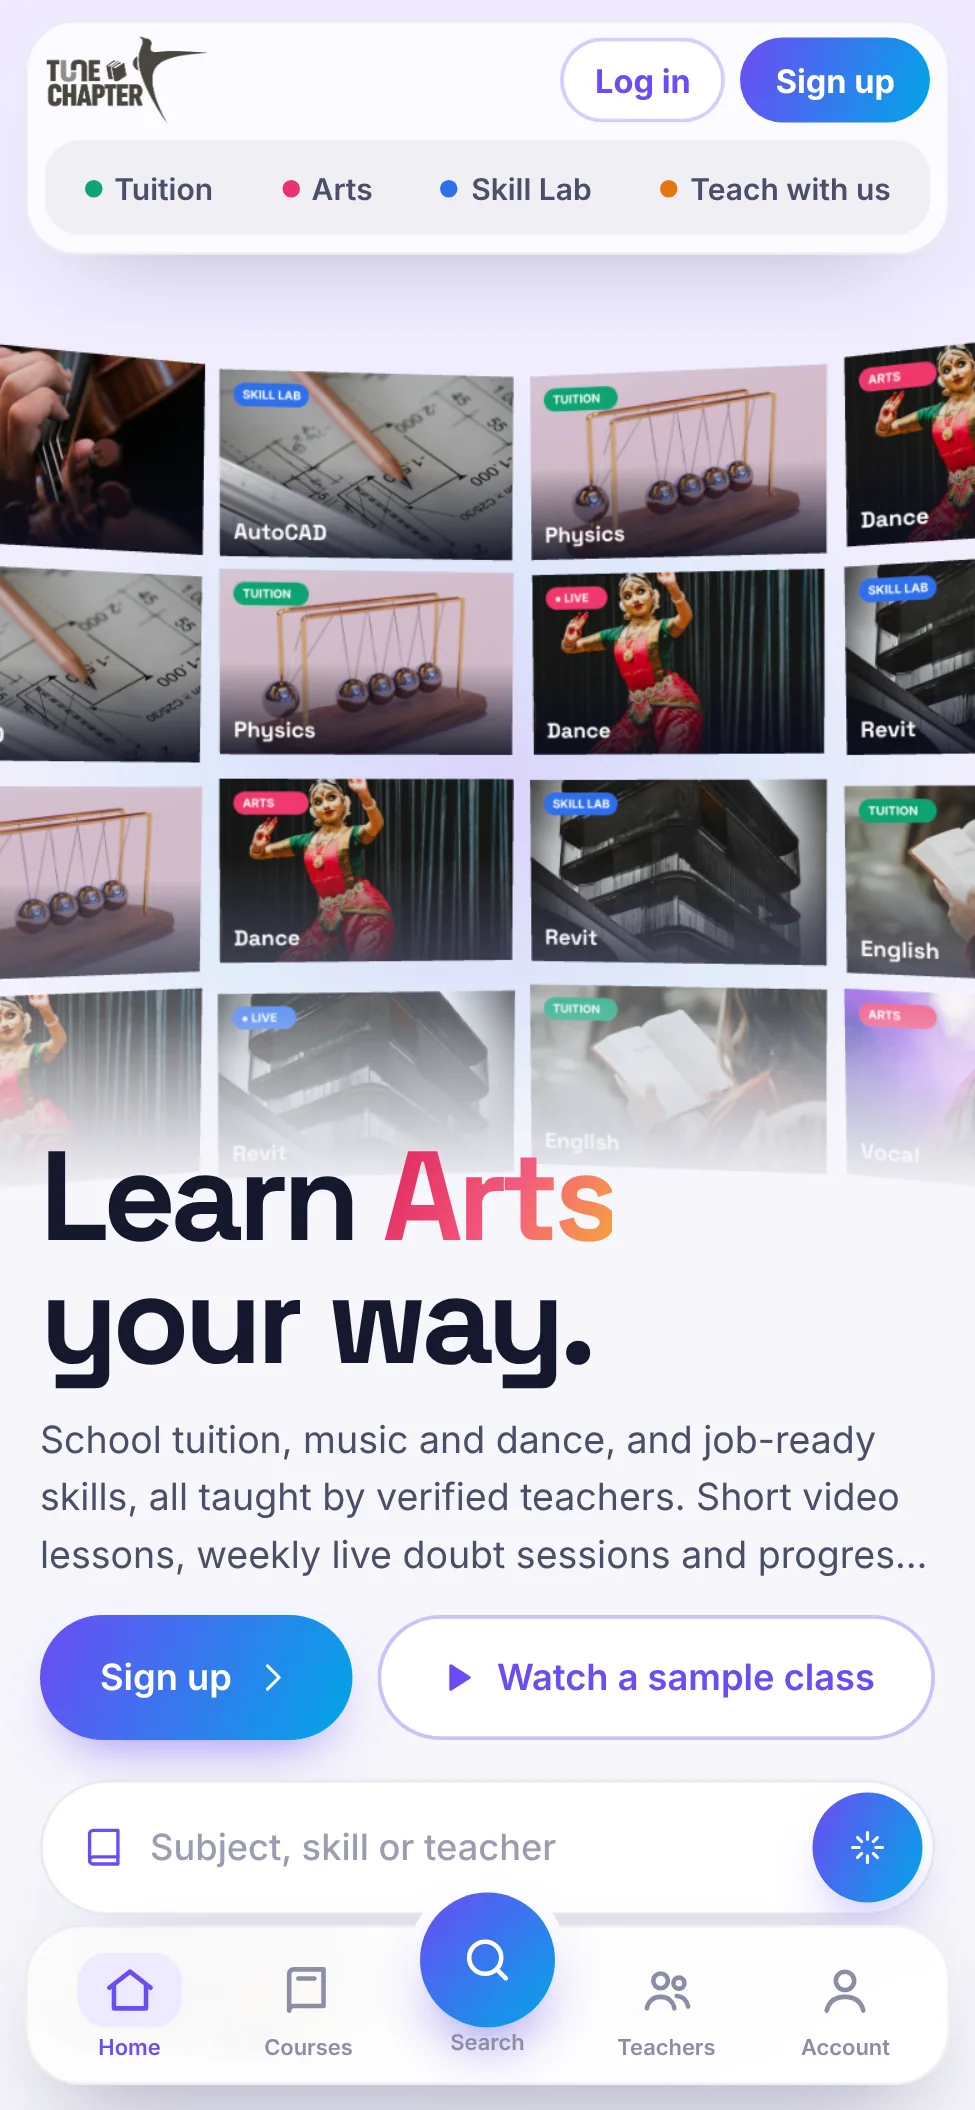 TUNE
CHAPTER
Log in
Sign up
Tuition
Arts
Skill Lab
Teach with us
SKILL LAB
AutoCAD
TUITION
Physics
ARTS
Dance
TUITION
Physics
• LIVE
Dance
SKILL LAB
Revit
ARTS
Dance
SKILL LAB
Revit
TUITION
English
• LIVE
Revit
TUITION
English
ARTS
Vocal
Learn Arts
your way.
School tuition, music and dance, and job-ready
skills, all taught by verified teachers. Short video
lessons, weekly live doubt sessions and progres...
Sign up
Watch a sample class
Subject, skill or teacher
Home
Courses
Search
Teachers
Account